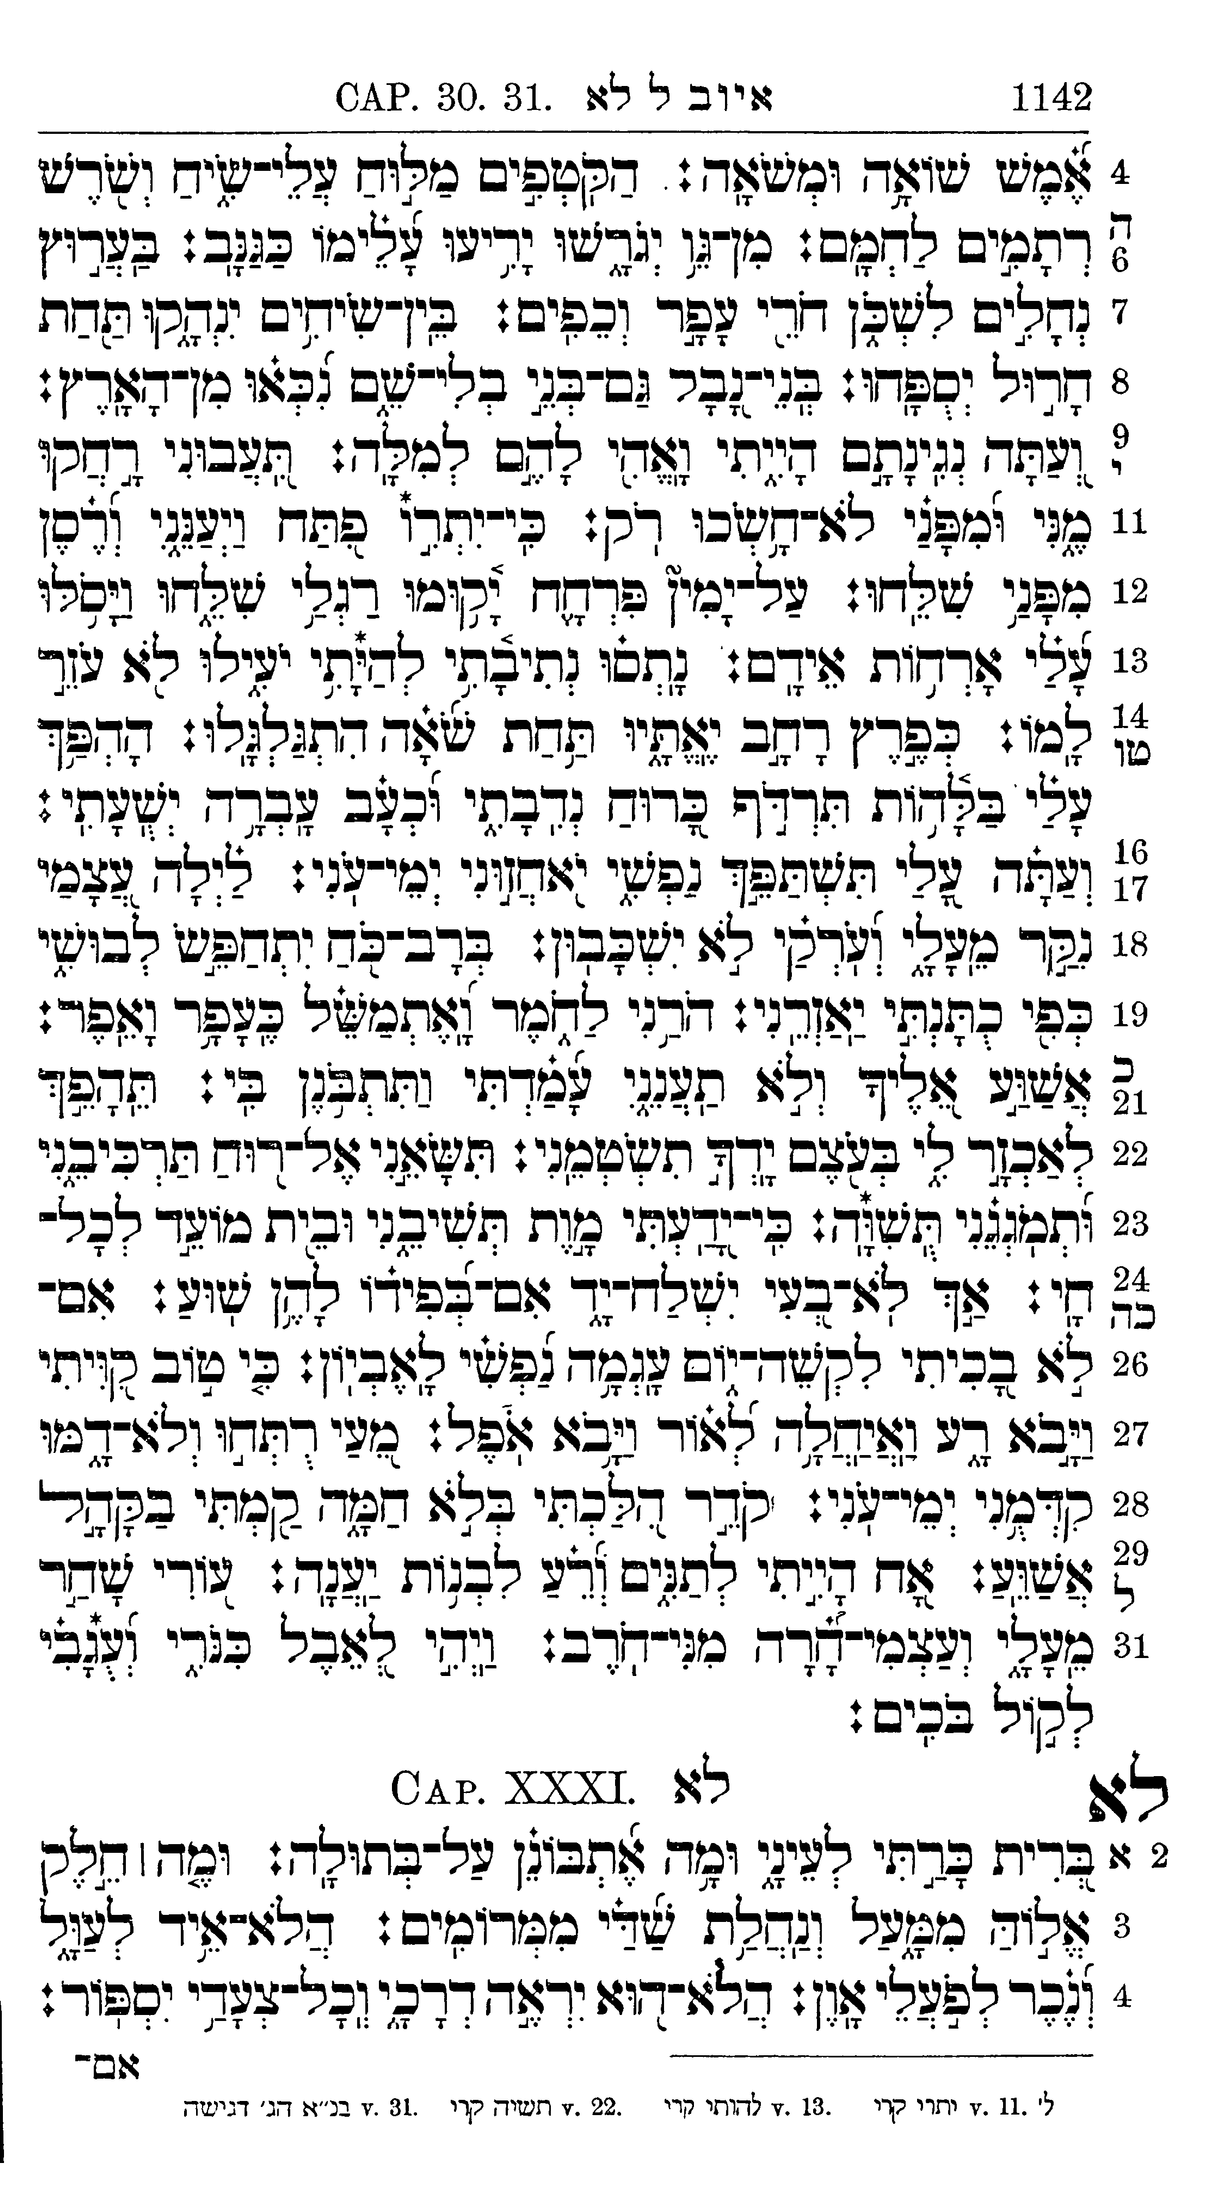 1142 איוב ל לא CAP. 30. 31.
4 אֶ֝֗מֶשׁ שׁוֹאָ֥ה וּמְשֹׁאָֽה׃ הַקֹּטְפִ֣ים מַלּ֣וּחַ עֲלֵי־שִׂ֑יחַ וְשֹׁ֖רֶשׁ
ה 6 רְתָמִ֣ים לַחְמָֽם׃ מִן־גֵּ֥ו יְגֹרָ֑שׁוּ יָרִ֥יעוּ עָ֝לֵ֗ימוֹ כַּגַּנָּֽב׃ בַּֽעֲר֣וּץ
7 נְחָלִ֣ים לִשְׁכֹּ֑ן חֹרֵ֖י עָפָ֣ר וְכֵפִֽים׃ בֵּֽין־שִׂיחִ֥ים יִנְהָ֑קוּ תַּ֖חַת
8 חָר֣וּל יְסֻפָּֽחוּ׃ בְּֽנֵי־נָ֭בָל גַּם־בְּנֵ֣י בְלִי־שֵׁ֑ם נִ֝כְּא֗וּ מִן־הָאָֽרֶץ׃
9 י וְ֭עַתָּה נְגִֽינָתָ֣ם הָיִ֑יתִי וָֽאֱהִ֖י לָהֶ֣ם לְמִלָּֽה׃ תִּֽ֭עֲבוּנִי רָ֣חֲקוּ
11 מֶ֑נִּי וּ֝מִפָּנַ֗י לֹא־חָ֥שְׂכוּ רֹֽק׃ כִּֽי־יִתְר֣וֹ* פִ֭תַּח וַיְעַנֵּ֑נִי וְ֝רֶ֗סֶן
12 מִפָּנַ֥י שִׁלֵּֽחוּ׃ עַל־יָמִין֮ פִּרְחָ֪ח יָ֫ק֥וּמוּ רַגְלַ֥י שִׁלֵּ֑חוּ וַיָּסֹ֥לּוּ
13 עָ֝לַ֗י אָרְח֥וֹת אֵידָֽם׃ נָתְס֗וּ נְֽתִיבָ֫תִ֥י לְהַיָּתִ֥י* יֹעִ֑ילוּ לֹ֖א עֹזֵ֣ר
14 טו לָֽמוֹ׃ כְּפֶ֣רֶץ רָחָ֣ב יֶֽאֱתָ֑יוּ תַּ֥חַת שֹׁ֝אָ֗ה הִתְגַּלְגָּֽלוּ׃ הָהְפַּ֥ךְ
עָלַ֗י בַּלָּ֫ה֥וֹת תִּרְדֹּ֣ף כָּ֭רוּחַ נְדִֽבָתִ֑י וּ֝כְעָ֗ב עָֽבְרָ֥ה יְשֻֽׁעָתִֽי׃
16 17 וְעַתָּ֗ה עָ֭לַי תִּשְׁתַּפֵּ֣ךְ נַפְשִׁ֑י יֹ֭אחֲז֣וּנִי יְמֵי־עֹֽנִי׃ לַ֗יְלָה עֲ֭צָמַי
18 נִקַּ֣ר מֵֽעָלָ֑י וְ֝עֹֽרְקַ֗י לֹ֣א יִשְׁכָּבֽוּן׃ בְּרָב־כֹּ֭חַ יִתְחַפֵּ֣שׂ לְבוּשִׁ֑י
19 כְּפִ֖י כֻתָּנְתִּ֣י יַֽאַזְרֵֽנִי׃ הֹרַ֥נִי לַחֹ֑מֶר וָ֝אֶתְמַשֵּׁ֗ל כֶּֽעָפָ֥ר וָאֵֽפֶר׃
כ 21 אֲשַׁוַּ֣ע אֵ֭לֶיךָ וְלֹ֣א תַֽעֲנֵ֑נִי עָ֝מַ֗דְתִּי וַתִּתְבֹּ֥נֶן בִּֽי׃ תֵּֽהָפֵ֣ךְ
22 לְאַכְזָ֣ר לִ֑י בְּעֹ֖צֶם יָדְךָ֣ תִשְׂטְמֵֽנִי׃ תִּשָּׂאֵ֣נִי אֶל־ר֖וּחַ תַּרְכִּיבֵ֑נִי
23 וּ֝תְמֹֽגְגֵ֗נִי תְּֽשִׁוָּֽה*׃ כִּֽי־יָ֭דַעְתִּי מָ֣וֶת תְּשִׁיבֵ֑נִי וּבֵ֖ית מוֹעֵ֣ד לְכָל־
24 כה חָֽי׃ אַ֣ךְ לֹֽא־בְ֭עִי יִשְׁלַח־יָ֑ד אִם־בְּ֝פִיד֗וֹ לָהֶ֥ן שֽׁוּעַ׃ אִם־
26 לֹ֣א בָ֭כִיתִי לִקְשֵׁה־י֑וֹם עָֽגְמָ֥ה נַ֝פְשִׁ֗י לָֽאֶבְיֽוֹן׃ כִּ֤י ט֣וֹב קִ֭וִּיתִי
27 וַיָּ֣בֹא רָ֑ע וַאֲיַֽחֲלָ֥ה לְ֝א֗וֹר וַיָּ֥בֹא אֹֽפֶל׃ מֵ֘עַ֤י רֻתְּח֥וּ וְלֹא־דָ֗מּוּ
28 קִדְּמֻ֥נִי יְמֵי־עֹֽנִי׃ קֹדֵ֣ר הִ֭לַּכְתִּי בְּלֹ֣א חַמָּ֑ה קַ֖מְתִּי בַקָּהָ֣ל
29 ל אֲשַׁוֵּֽעַ׃ אָ֭ח הָיִ֣יתִי לְתַנִּ֑ים וְ֝רֵ֗עַ לִבְנ֥וֹת יַֽעֲנָֽה׃ ע֭וֹרִי שָׁחַ֣ר
31 מֵֽעָלָ֑י וְעַצְמִי־חָ֝֗רָה מִנִּי־חֹֽרֶב׃ וַיְהִ֣י לְ֭אֵבֶל כִּנֹּרִ֑י וְ֝עֻֽגָבִ֗י*
לְק֣וֹל בֹּכִֽים׃
לא CAP. XXXI. לא
2 א בְּ֭רִית כָּרַ֣תִּי לְעֵינָ֑י וּמָ֥ה אֶ֝תְבּוֹנֵ֗ן עַל־בְּתוּלָֽה׃ וּמֶ֤ה ׀ חֵ֣לֶק
3 אֱל֣וֹהַּ מִמָּ֑עַל וְֽנַחֲלַ֥ת שַׁ֝דַּ֗י מִמְּרוֹמִֽים׃ הֲלֹא־אֵ֥יד לְעַוָּ֑ל
4 וְ֝נֵ֗כֶר לְפֹ֣עֲלֵי אָֽוֶן׃ הֲלֹא־ה֭וּא יִרְאֶ֣ה דְרָכָ֑י וְֽכָל־צְעָדַ֥י יִסְפּֽוֹר׃
אם־
ל׳ v. 11. יתרי קרי v. 13. להותי קרי v. 22. תשיה קרי v. 31. בנ״א הג׳ דגישה